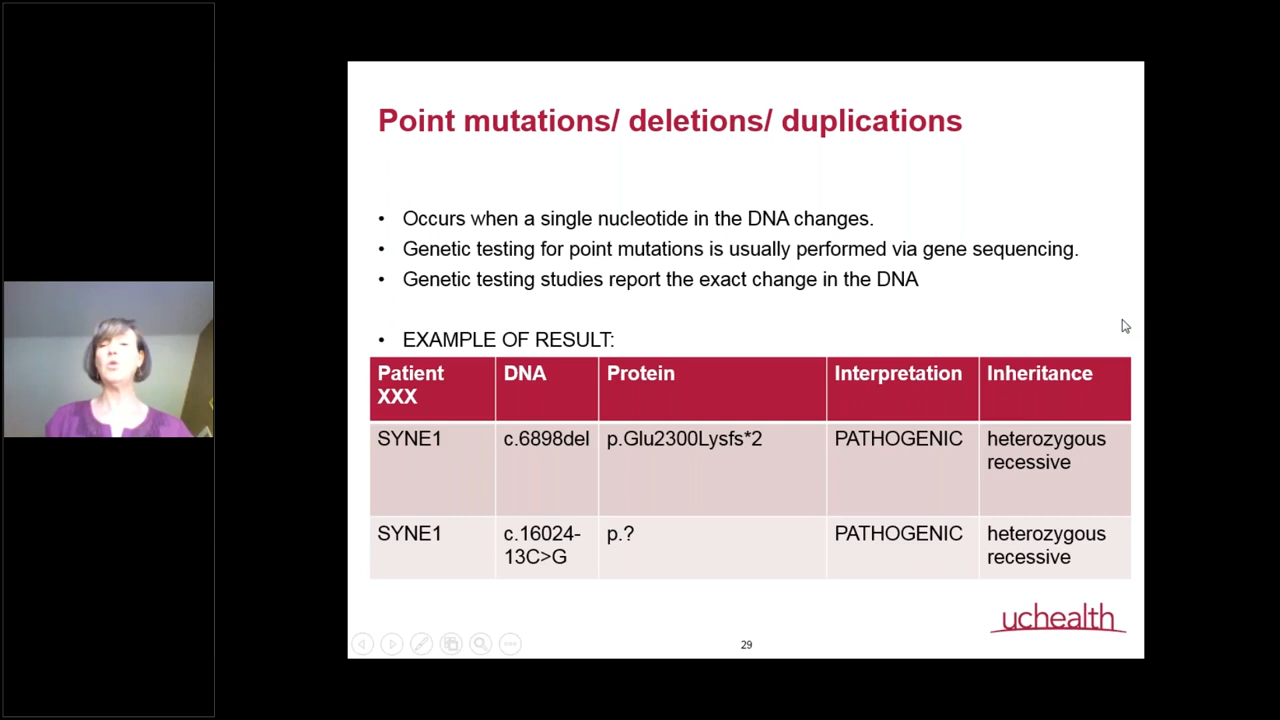 Point mutations/ deletions/ duplications
• Occurs when a single nucleotide in the DNA changes.
• Genetic testing for point mutations is usually performed via gene sequencing.
• Genetic testing studies report the exact change in the DNA
• EXAMPLE OF RESULT:
Patient XXX DNA Protein Interpretation Inheritance
SYNE1 c.6898del p.Glu2300Lysfs*2 PATHOGENIC heterozygous recessive
SYNE1 c.16024-13C>G p.? PATHOGENIC heterozygous recessive
uchealth
29